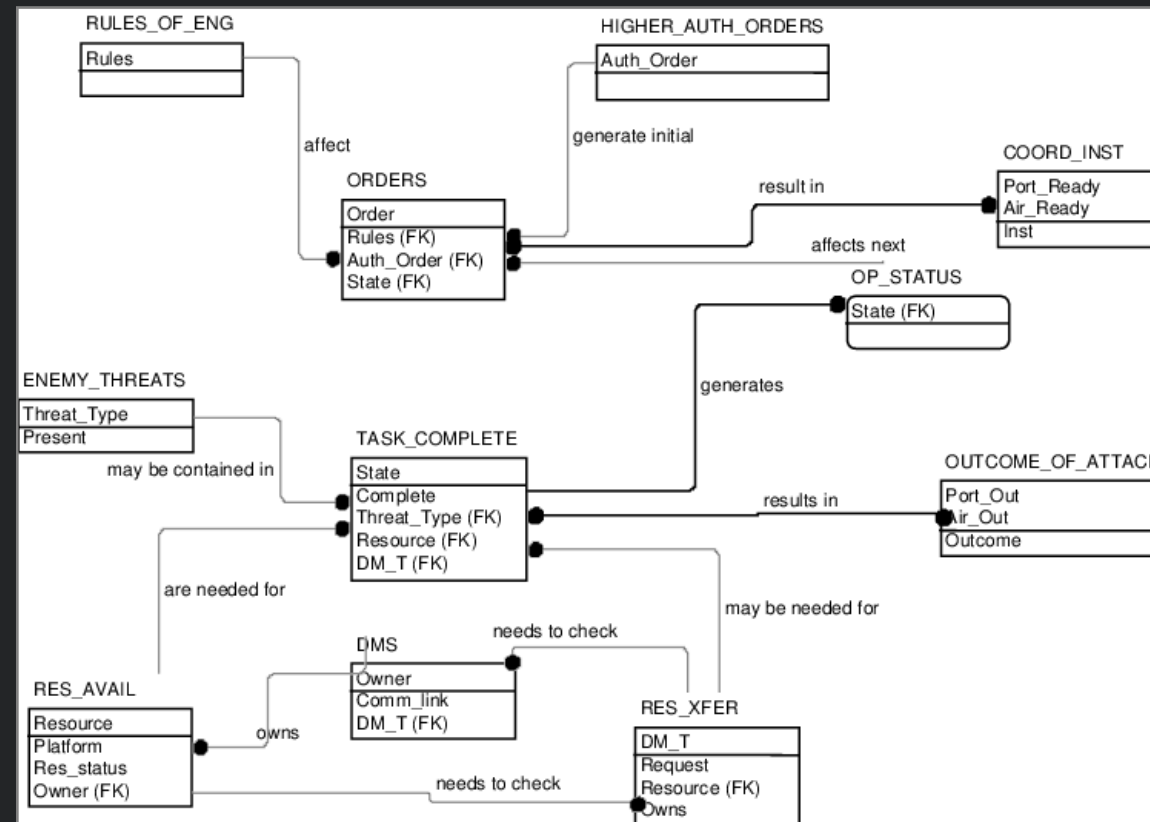 RULES_OF_ENG
Rules
HIGHER_AUTH_ORDERS
Auth_Order
affect
generate initial
COORD_INST
Port_Ready
Air_Ready
Inst
result in
ORDERS
Order
Rules (FK)
Auth_Order (FK)
State (FK)
affects next
OP_STATUS
State (FK)
generates
ENEMY_THREATS
Threat_Type
Present
may be contained in
TASK_COMPLETE
State
Complete
Threat_Type (FK)
Resource (FK)
DM_T (FK)
results in
OUTCOME_OF_ATTAC
Port_Out
Air_Out
Outcome
are needed for
may be needed for
needs to check
DMS
Owner
Comm_link
DM_T (FK)
owns
RES_AVAIL
Resource
Platform
Res_status
Owner (FK)
needs to check
RES_XFER
DM_T
Request
Resource (FK)
Owns